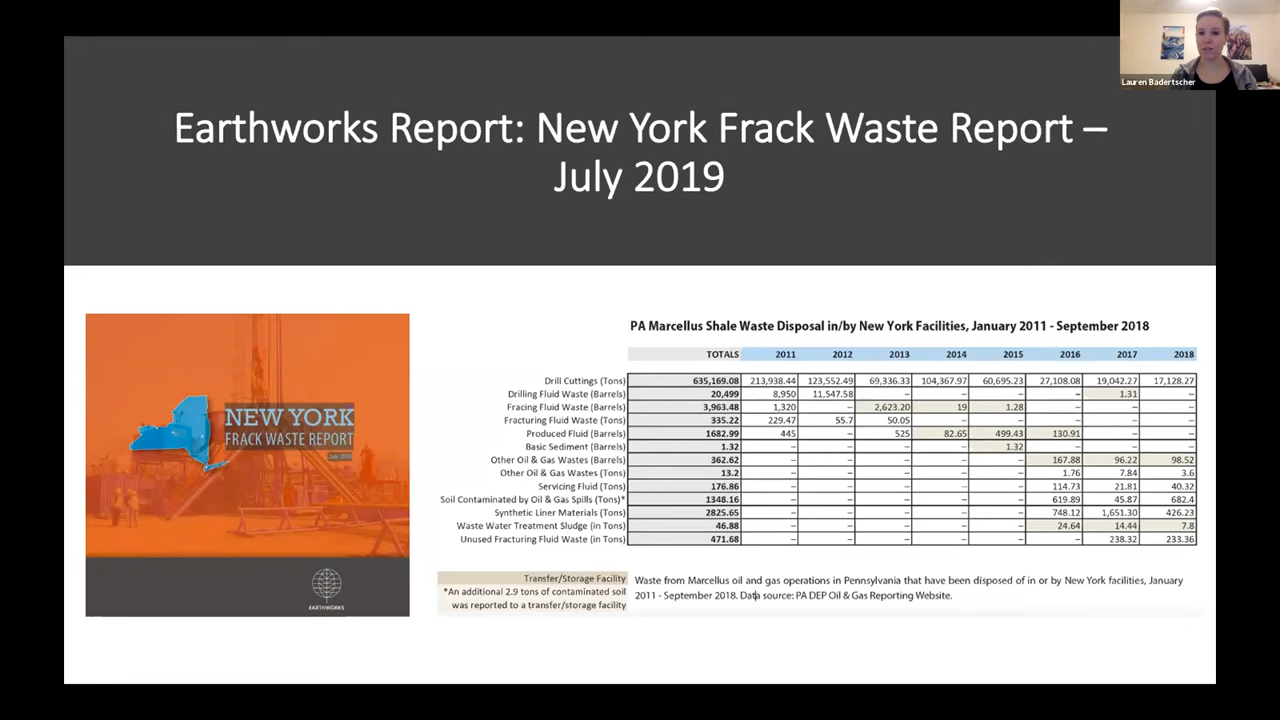 Lauren Badertscher
Earthworks Report: New York Frack Waste Report –
July 2019
NEW YORK
FRACK WASTE REPORT
July 2019
EARTHWORKS
PA Marcellus Shale Waste Disposal in/by New York Facilities, January 2011 - September 2018
TOTALS 2011 2012 2013 2014 2015 2016 2017 2018
Drill Cuttings (Tons) 635,169.08 213,938.44 123,552.49 69,336.33 104,367.97 60,695.23 27,108.08 19,042.27 17,128.27
Drilling Fluid Waste (Barrels) 20,499 8,950 11,547.58 – – – – 1.31 –
Fracing Fluid Waste (Barrels) 3,963.48 1,320 – 2,623.20 19 1.28 – – –
Fracturing Fluid Waste (Tons) 335.22 229.47 55.7 50.05 – – – – –
Produced Fluid (Barrels) 1682.99 445 – 525 82.65 499.43 130.91 – –
Basic Sediment (Barrels) 1.32 – – – – 1.32 – – –
Other Oil & Gas Wastes (Barrels) 362.62 – – – – – 167.88 96.22 98.52
Other Oil & Gas Wastes (Tons) 13.2 – – – – – 1.76 7.84 3.6
Servicing Fluid (Tons) 176.86 – – – – – 114.73 21.81 40.32
Soil Contaminated by Oil & Gas Spills (Tons)* 1348.16 – – – – – 619.89 45.87 682.4
Synthetic Liner Materials (Tons) 2825.65 – – – – – 748.12 1,651.30 426.23
Waste Water Treatment Sludge (in Tons) 46.88 – – – – – 24.64 14.44 7.8
Unused Fracturing Fluid Waste (in Tons) 471.68 – – – – – – 238.32 233.36
Transfer/Storage Facility
*An additional 2.9 tons of contaminated soil
was reported to a transfer/storage facility
Waste from Marcellus oil and gas operations in Pennsylvania that have been disposed of in or by New York facilities, January
2011 - September 2018. Data source: PA DEP Oil & Gas Reporting Website.